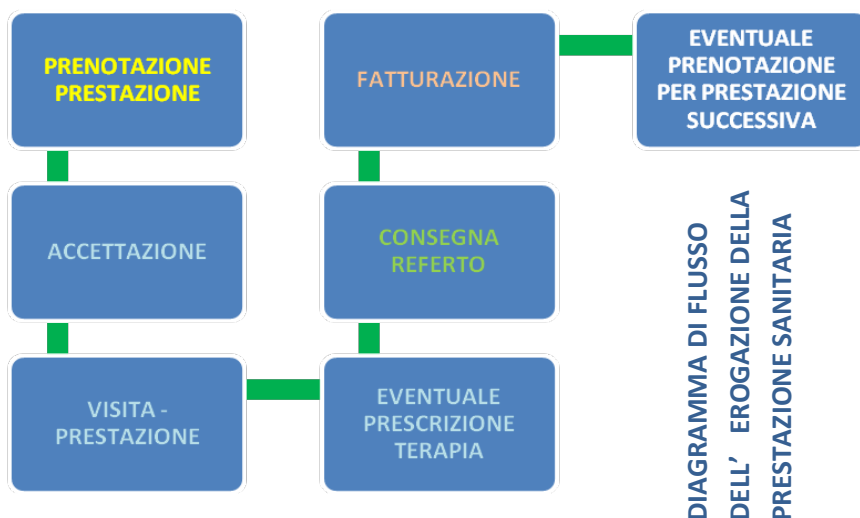 PRENOTAZIONE
PRESTAZIONE
ACCETTAZIONE
VISITA -
PRESTAZIONE
EVENTUALE
PRESCRIZIONE
TERAPIA
CONSEGNA
REFERTO
FATTURAZIONE
EVENTUALE
PRENOTAZIONE
PER PRESTAZIONE
SUCCESSIVA
DIAGRAMMA DI FLUSSO
DELL’ EROGAZIONE DELLA
PRESTAZIONE SANITARIA